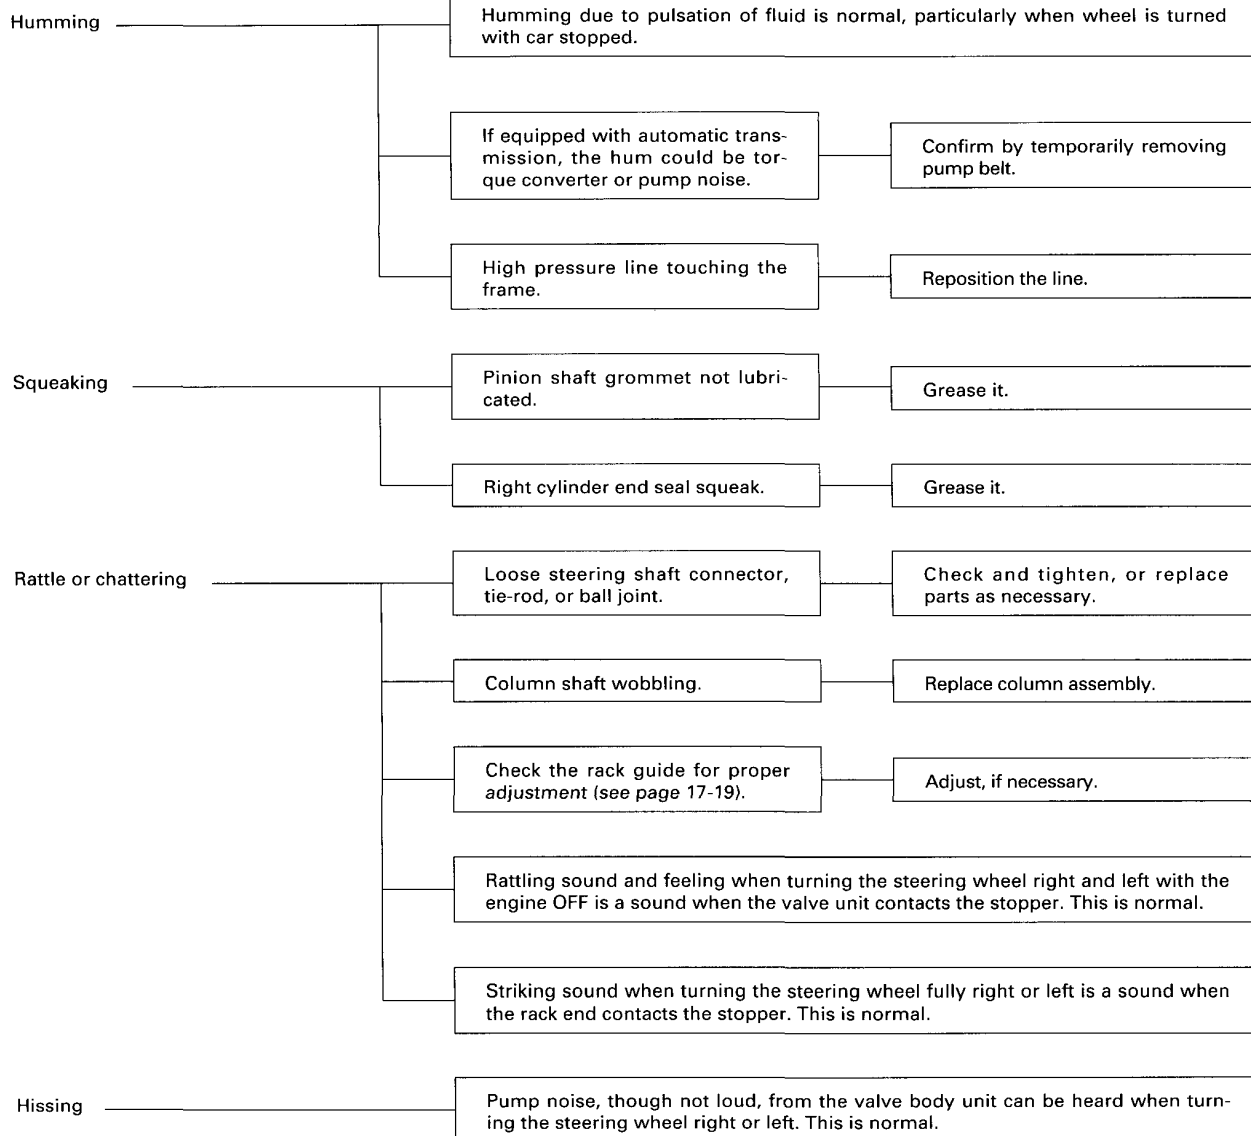 Humming
Humming due to pulsation of fluid is normal, particularly when wheel is turned
with car stopped.
If equipped with automatic trans-
mission, the hum could be tor-
que converter or pump noise.
Confirm by temporarily removing
pump belt.
High pressure line touching the
frame.
Reposition the line.
Squeaking
Pinion shaft grommet not lubri-
cated.
Grease it.
Right cylinder end seal squeak.
Grease it.
Rattle or chattering
Loose steering shaft connector,
tie-rod, or ball joint.
Check and tighten, or replace
parts as necessary.
Column shaft wobbling.
Replace column assembly.
Check the rack guide for proper
adjustment (see page 17-19).
Adjust, if necessary.
Rattling sound and feeling when turning the steering wheel right and left with the
engine OFF is a sound when the valve unit contacts the stopper. This is normal.
Striking sound when turning the steering wheel fully right or left is a sound when
the rack end contacts the stopper. This is normal.
Hissing
Pump noise, though not loud, from the valve body unit can be heard when turn-
ing the steering wheel right or left. This is normal.